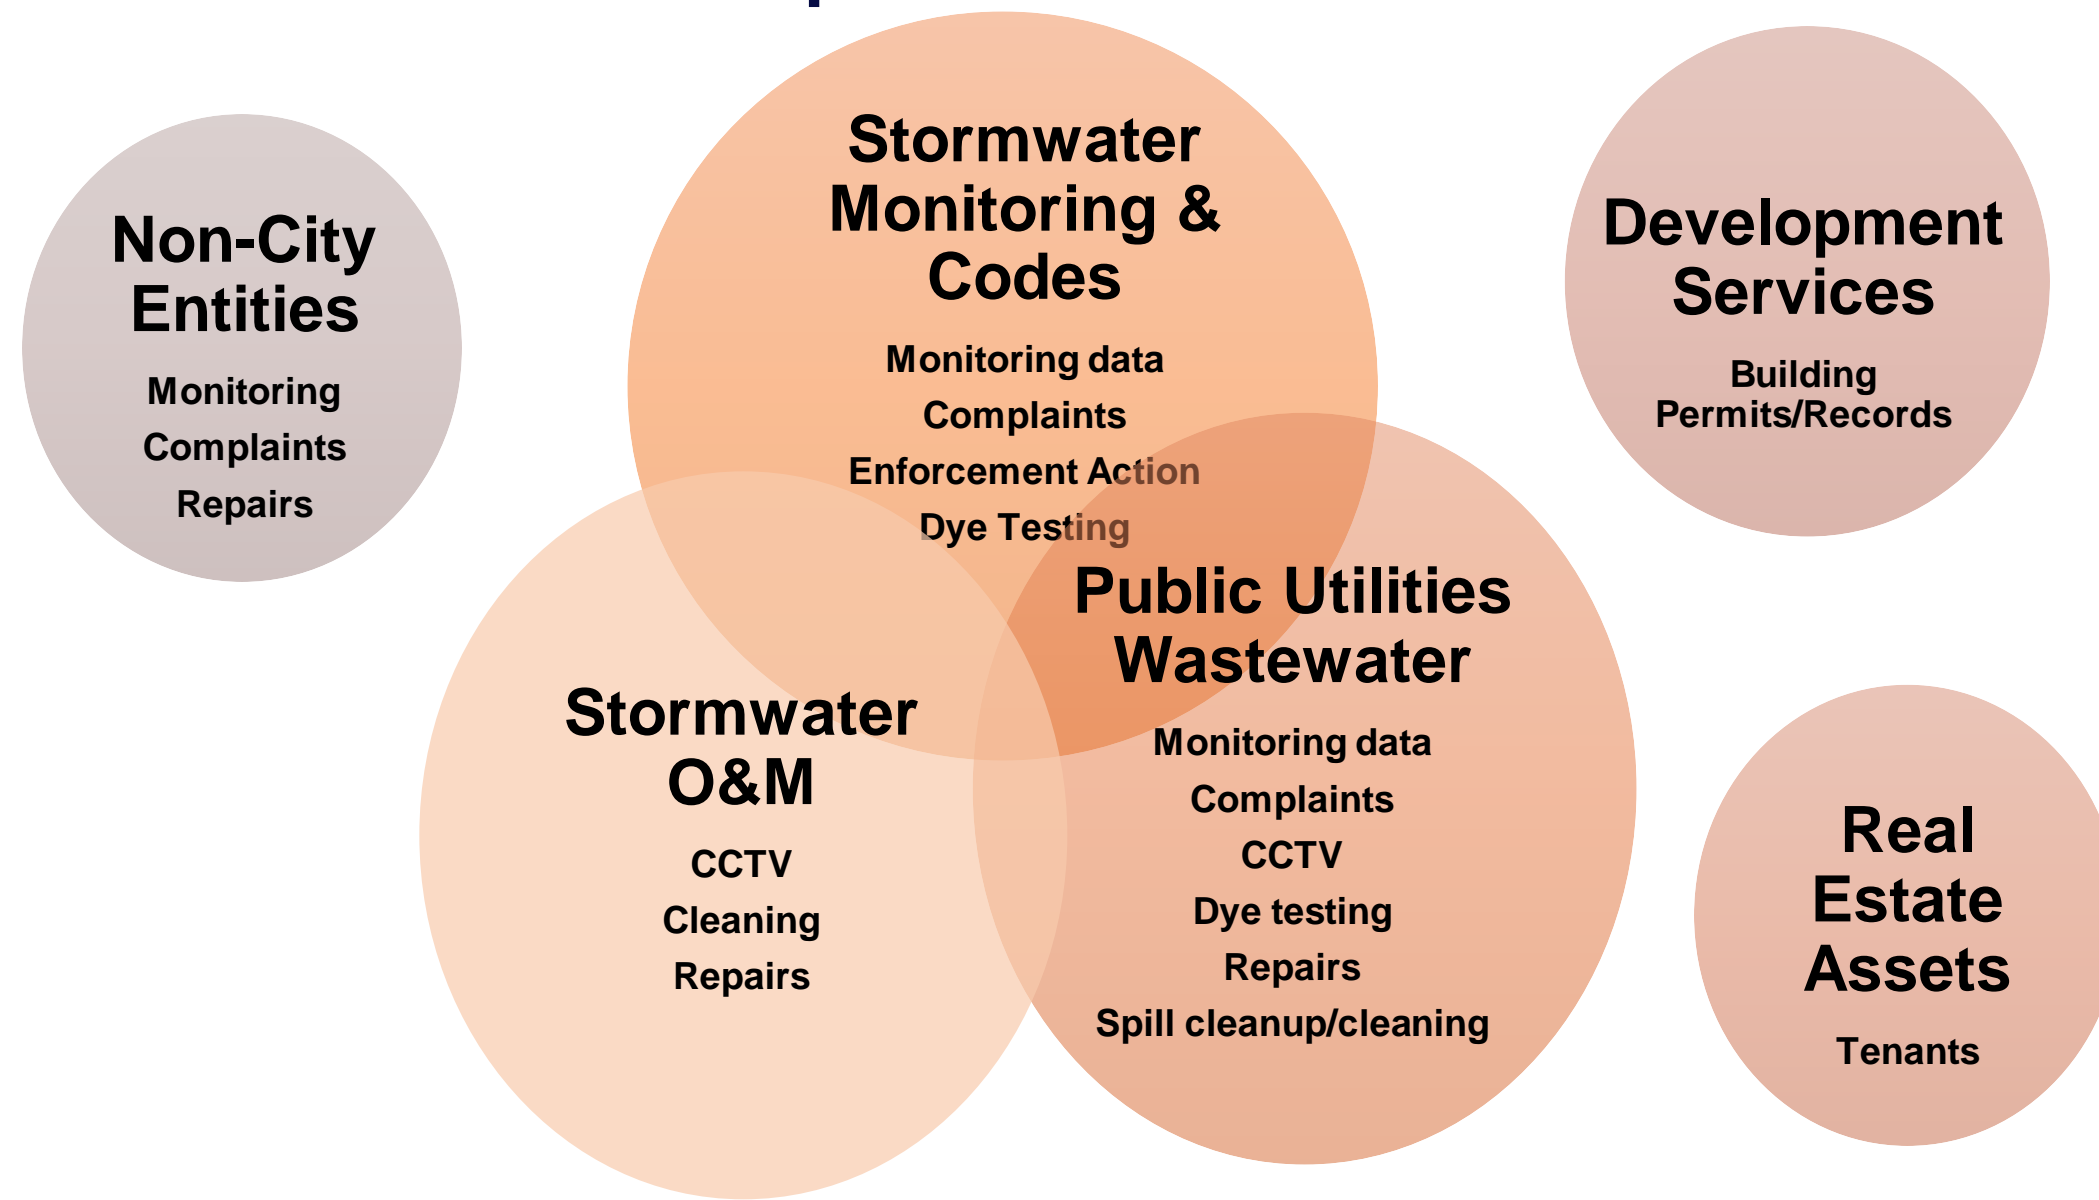 Non-City
Entities
Monitoring
Complaints
Repairs
Stormwater
Monitoring &
Codes
Monitoring data
Complaints
Enforcement Action
Dye Testing
Development
Services
Building
Permits/Records
Stormwater
O&M
CCTV
Cleaning
Repairs
Public Utilities
Wastewater
Monitoring data
Complaints
CCTV
Dye testing
Repairs
Spill cleanup/cleaning
Real
Estate
Assets
Tenants